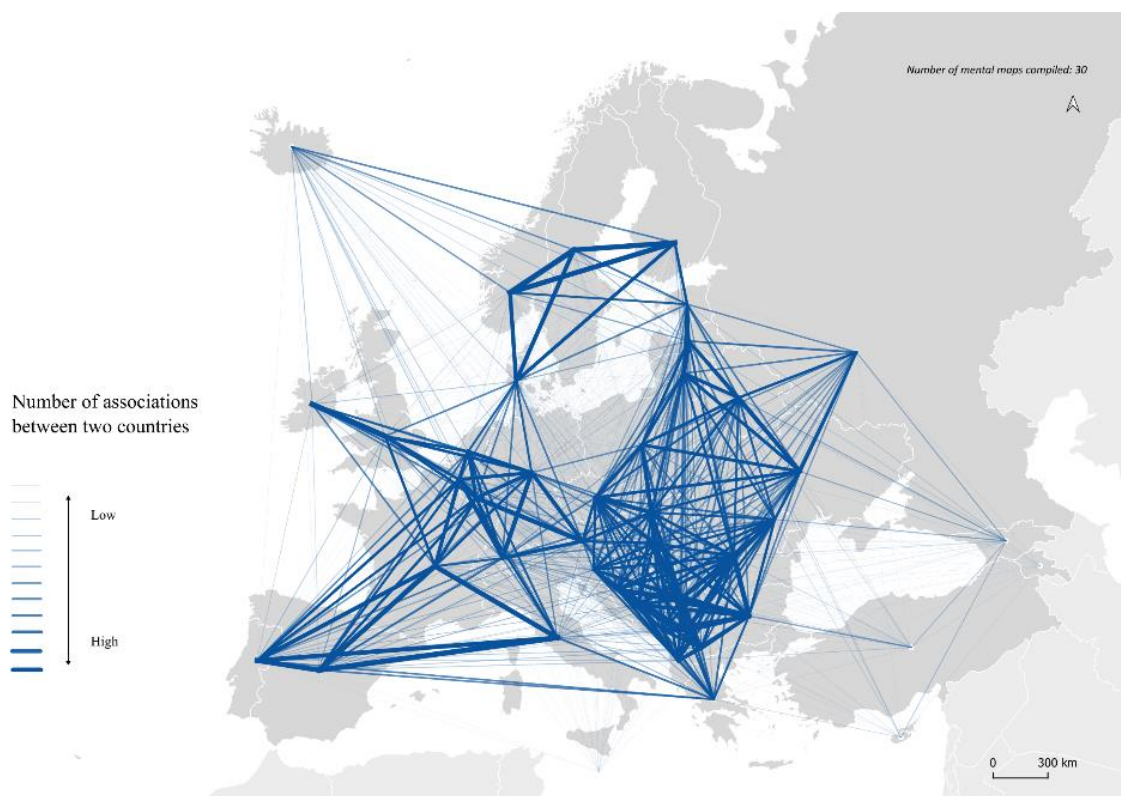 Number of mental maps compiled: 30
Number of associations
between two countries
Low
High
0 300 km